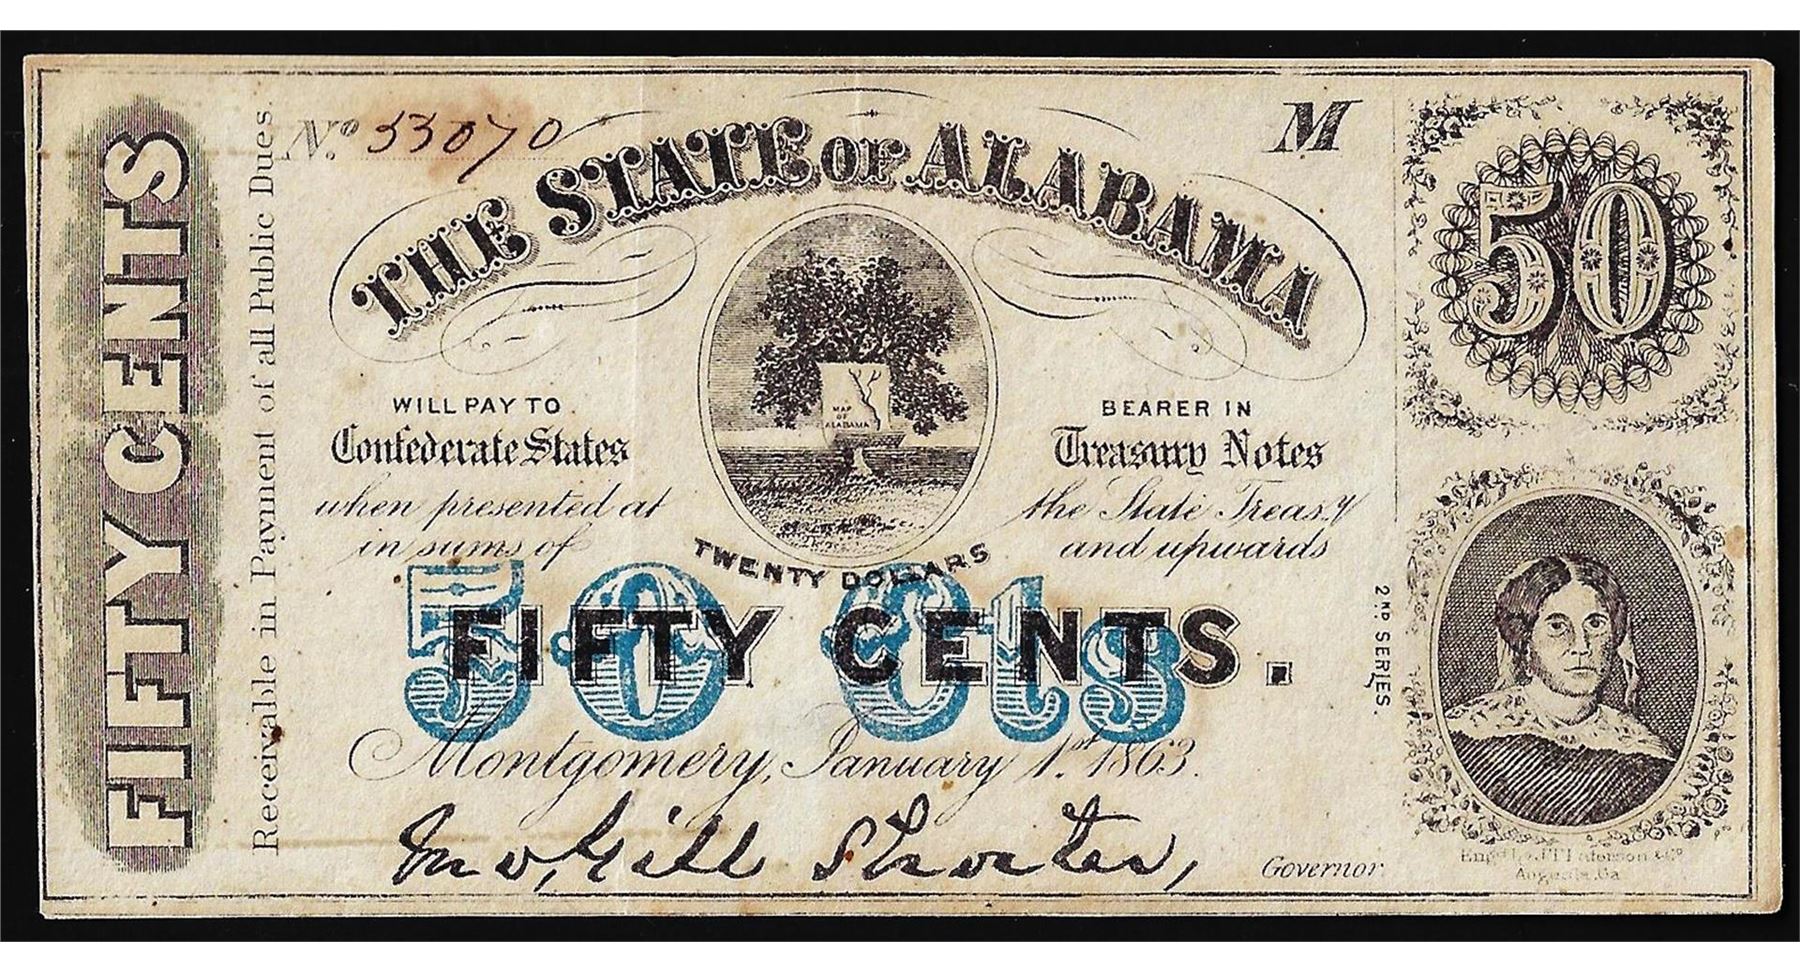 FIFTY CENTS
Receivable in Payment of all Public Dues.
No. 53070
M
THE STATE OF ALABAMA
50
MAP
OF
ALABAMA
WILL PAY TO BEARER IN
Confederate States Treasury Notes
when presented at the State Treasy
in sums of TWENTY DOLLARS and upwards
50 Cts
FIFTY CENTS.
2ND SERIES.
Montgomery, January 1st 1863.
Jno, Gill Shorter,
Governor
Augusta, Ga